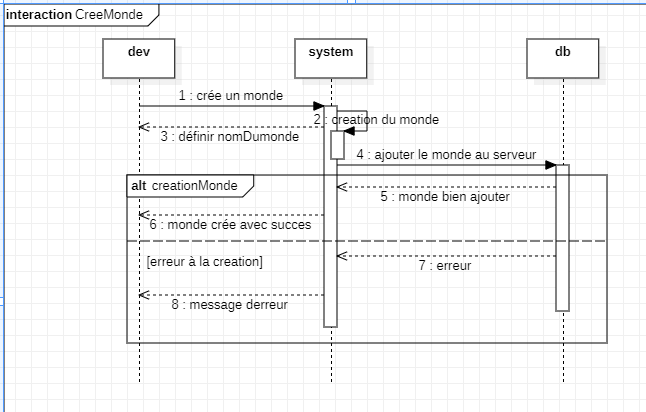 interaction CreeMonde
dev
system
db
1 : crée un monde
2 : creation du monde
3 : définir nomDumonde
4 : ajouter le monde au serveur
alt creationMonde
5 : monde bien ajouter
6 : monde crée avec succes
[erreur à la creation]
7 : erreur
8 : message derreur